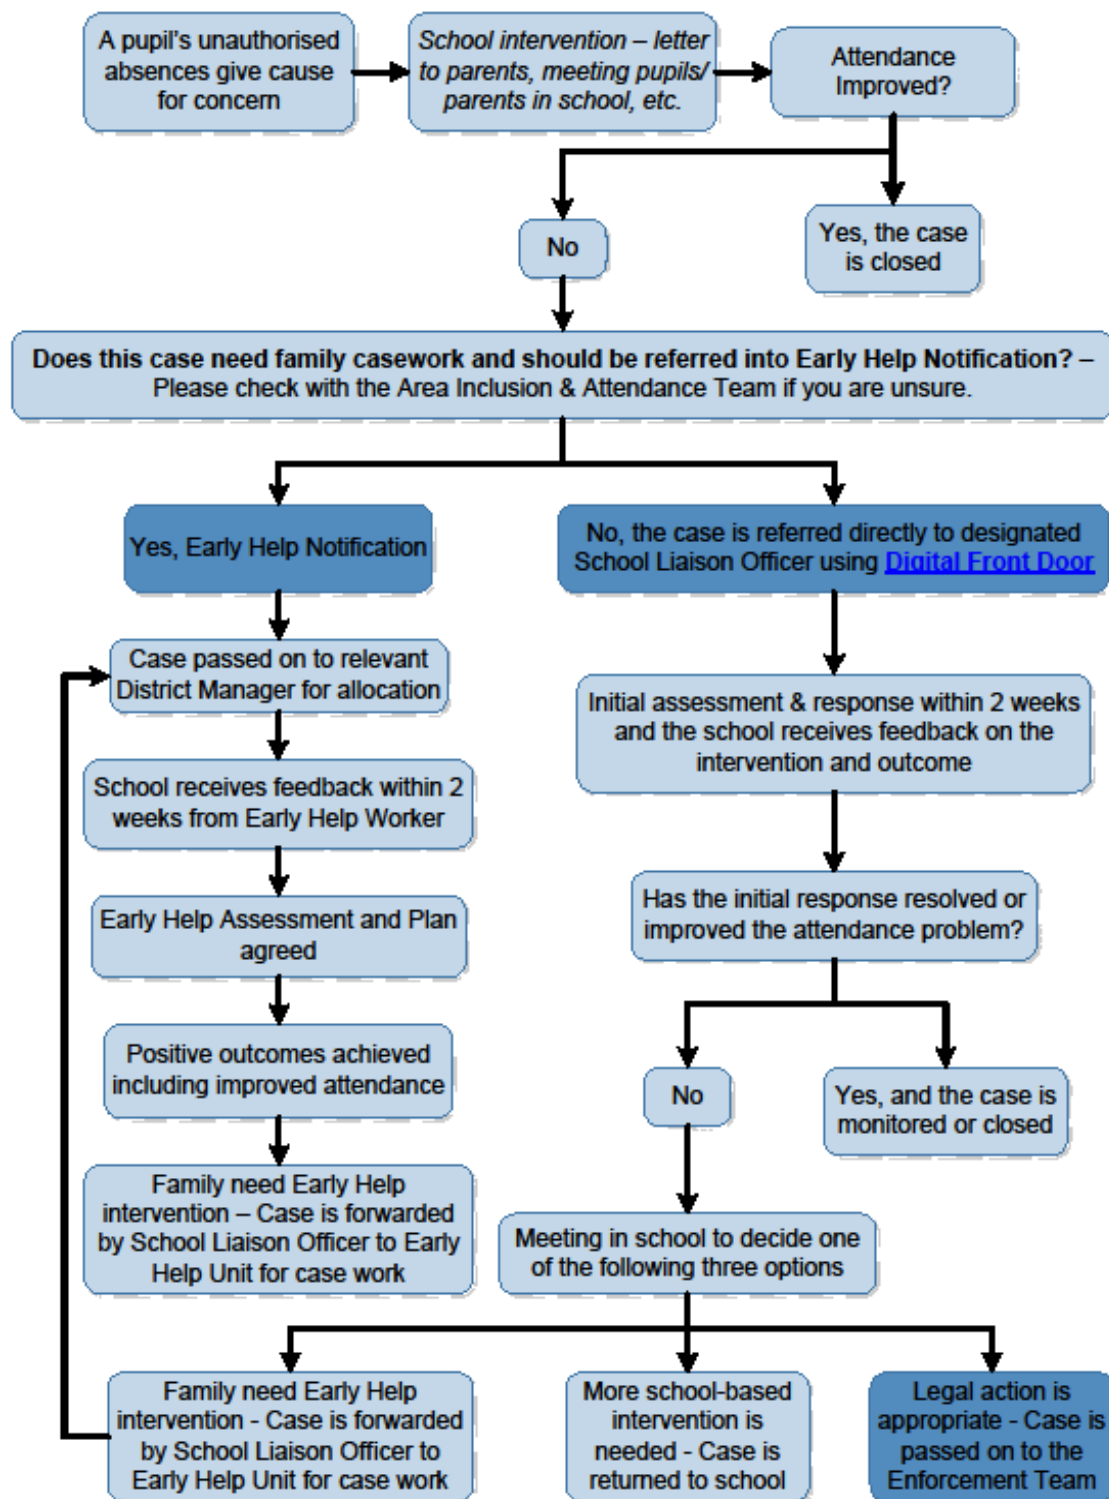 A pupil's unauthorised
absences give cause
for concern
School intervention – letter
to parents, meeting pupils/
parents in school, etc.
Attendance
Improved?
No
Yes, the case
is closed
Does this case need family casework and should be referred into Early Help Notification? –
Please check with the Area Inclusion & Attendance Team if you are unsure.
Yes, Early Help Notification
No, the case is referred directly to designated
School Liaison Officer using Digital Front Door
Case passed on to relevant
District Manager for allocation
School receives feedback within 2
weeks from Early Help Worker
Early Help Assessment and Plan
agreed
Positive outcomes achieved
including improved attendance
Family need Early Help
intervention – Case is forwarded
by School Liaison Officer to Early
Help Unit for case work
Initial assessment & response within 2 weeks
and the school receives feedback on the
intervention and outcome
Has the initial response resolved or
improved the attendance problem?
No
Yes, and the case is
monitored or closed
Meeting in school to decide one
of the following three options
Family need Early Help
intervention - Case is forwarded
by School Liaison Officer to
Early Help Unit for case work
More school-based
intervention is
needed - Case is
returned to school
Legal action is
appropriate - Case is
passed on to the
Enforcement Team